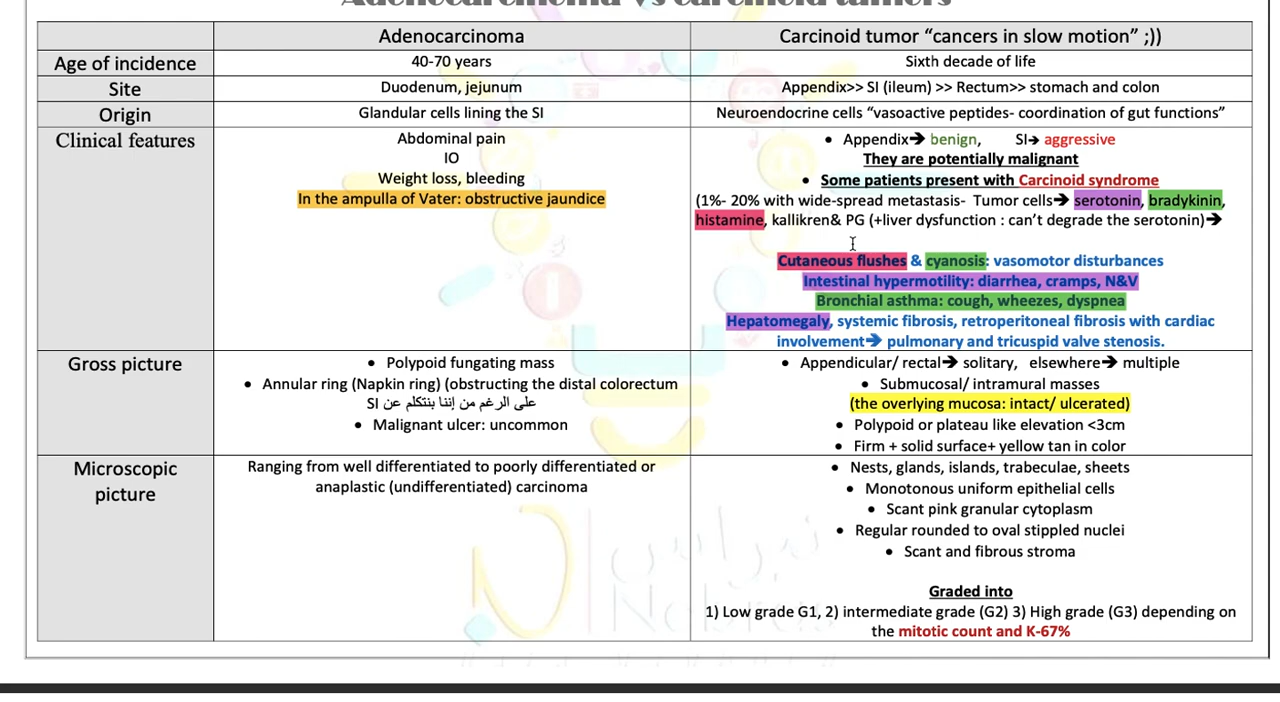 Adenocarcinoma vs carcinoid tumors
Adenocarcinoma
Carcinoid tumor “cancers in slow motion” ;))
Age of incidence
40-70 years
Sixth decade of life
Site
Duodenum, jejunum
Appendix>> SI (ileum) >> Rectum>> stomach and colon
Origin
Glandular cells lining the SI
Neuroendocrine cells “vasoactive peptides- coordination of gut functions”
Clinical features
Abdominal pain
IO
Weight loss, bleeding
In the ampulla of Vater: obstructive jaundice
• Appendix➔ benign, SI➔ aggressive
They are potentially malignant
• Some patients present with Carcinoid syndrome
(1%- 20% with wide-spread metastasis- Tumor cells➔ serotonin, bradykinin,
histamine, kallikren& PG (+liver dysfunction : can’t degrade the serotonin)➔
Cutaneous flushes & cyanosis: vasomotor disturbances
Intestinal hypermotility: diarrhea, cramps, N&V
Bronchial asthma: cough, wheezes, dyspnea
Hepatomegaly, systemic fibrosis, retroperitoneal fibrosis with cardiac
involvement➔ pulmonary and tricuspid valve stenosis.
Gross picture
• Polypoid fungating mass
• Annular ring (Napkin ring) (obstructing the distal colorectum
على الرغم من إننا بنتكلم عن SI
• Malignant ulcer: uncommon
• Appendicular/ rectal➔ solitary, elsewhere➔ multiple
• Submucosal/ intramural masses
(the overlying mucosa: intact/ ulcerated)
• Polypoid or plateau like elevation <3cm
• Firm + solid surface+ yellow tan in color
Microscopic
picture
Ranging from well differentiated to poorly differentiated or
anaplastic (undifferentiated) carcinoma
• Nests, glands, islands, trabeculae, sheets
• Monotonous uniform epithelial cells
• Scant pink granular cytoplasm
• Regular rounded to oval stippled nuclei
• Scant and fibrous stroma
Graded into
1) Low grade G1, 2) intermediate grade (G2) 3) High grade (G3) depending on
the mitotic count and K-67%
نبراس
Nebras